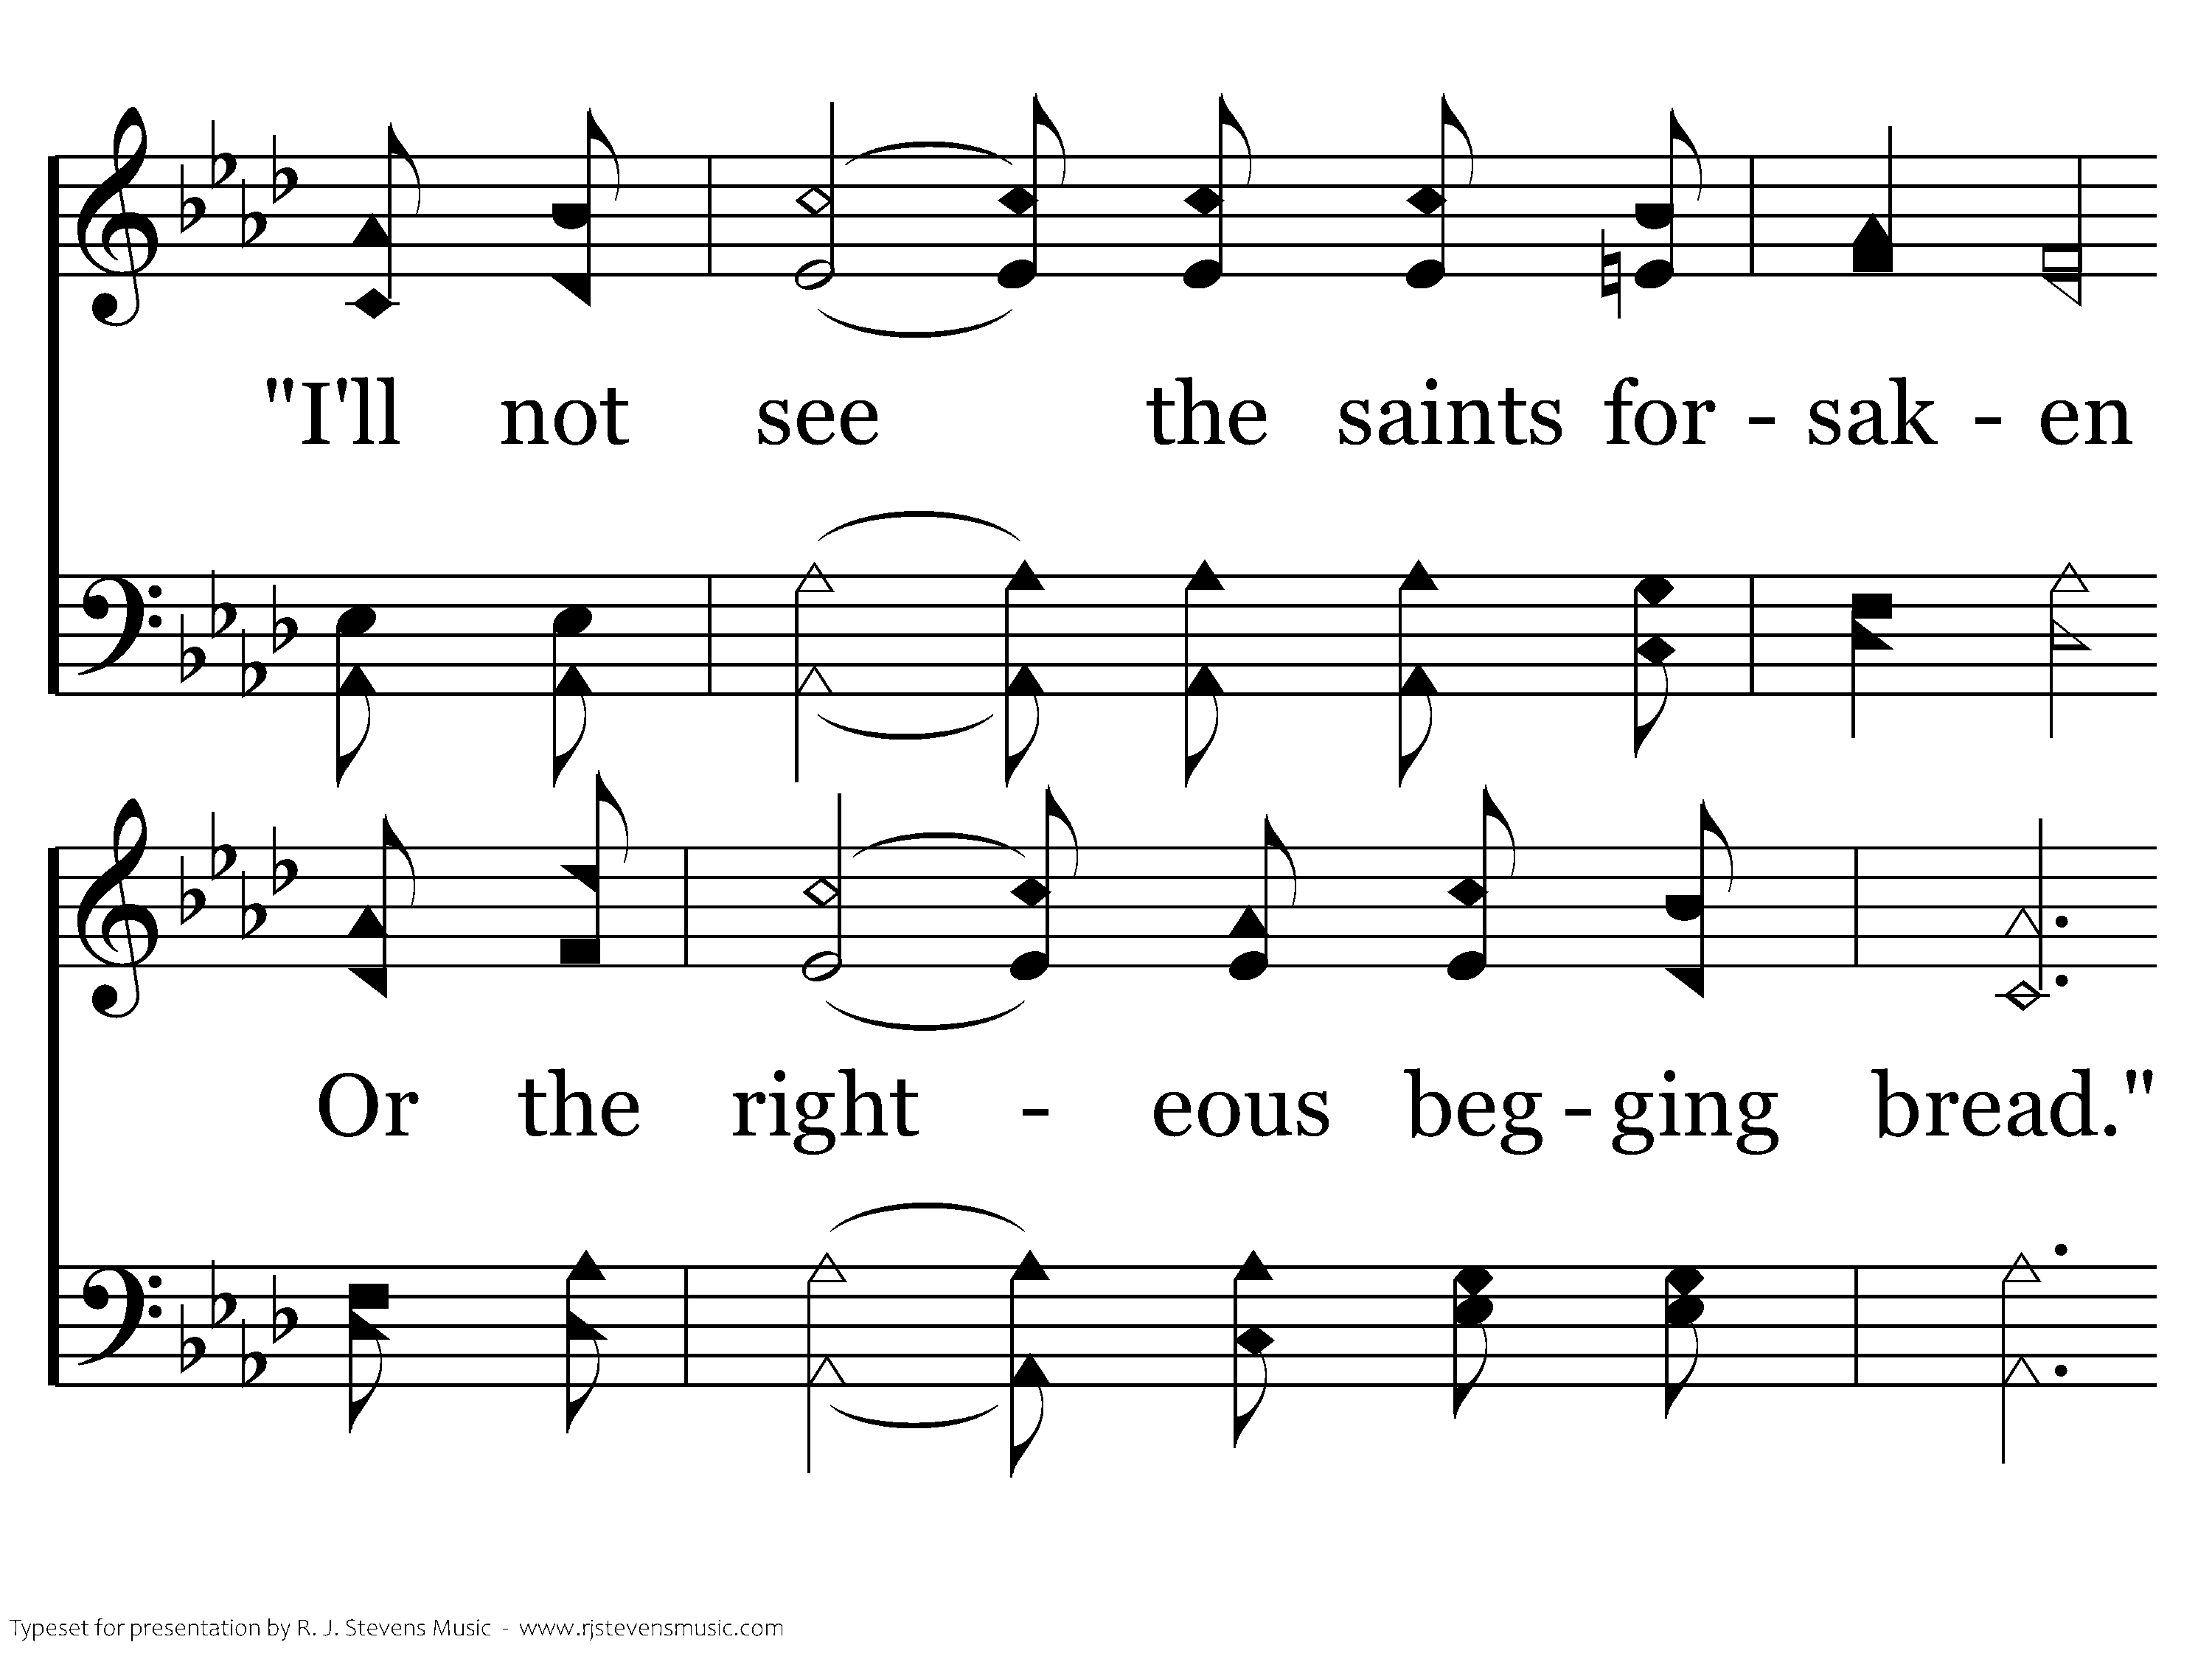 "I'll not see the saints for - sak - en
Or the right - eous beg - ging bread."
Typeset for presentation by R. J. Stevens Music - www.rjstevensmusic.com